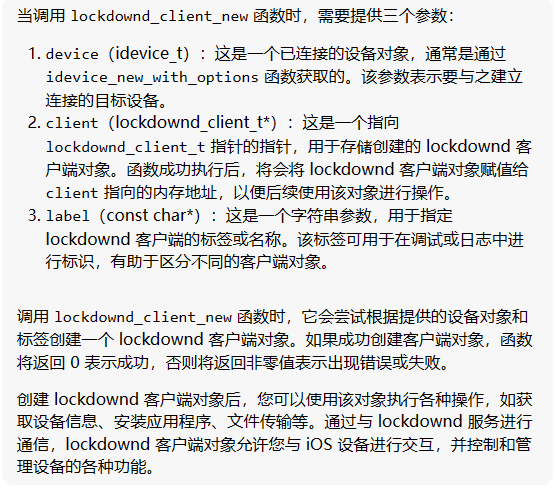 当调用 lockdownd_client_new 函数时，需要提供三个参数：
1. device（idevice_t）：这是一个已连接的设备对象，通常是通过
idevice_new_with_options 函数获取的。该参数表示要与之建立
连接的目标设备。
2. client（lockdownd_client_t*）：这是一个指向
lockdownd_client_t 指针的指针，用于存储创建的 lockdownd 客
户端对象。函数成功执行后，将会将 lockdownd 客户端对象赋值给
client 指向的内存地址，以便后续使用该对象进行操作。
3. label（const char*）：这是一个字符串参数，用于指定
lockdownd 客户端的标签或名称。该标签可用于在调试或日志中进
行标识，有助于区分不同的客户端对象。
调用 lockdownd_client_new 函数时，它会尝试根据提供的设备对象和
标签创建一个 lockdownd 客户端对象。如果成功创建客户端对象，函数
将返回 0 表示成功，否则将返回非零值表示出现错误或失败。
创建 lockdownd 客户端对象后，您可以使用该对象执行各种操作，如获
取设备信息、安装应用程序、文件传输等。通过与 lockdownd 服务进行
通信，lockdownd 客户端对象允许您与 iOS 设备进行交互，并控制和管
理设备的各种功能。